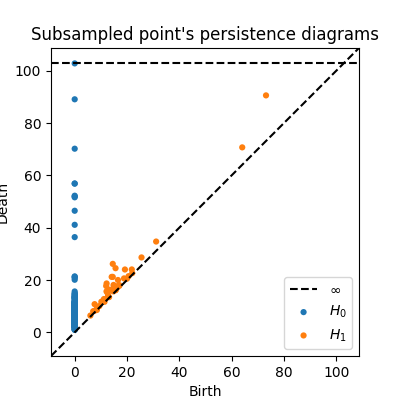 Subsampled point's persistence diagrams
100
80
60
40
20
0
Death
0 20 40 60 80 100
Birth
∞
H₀
H₁